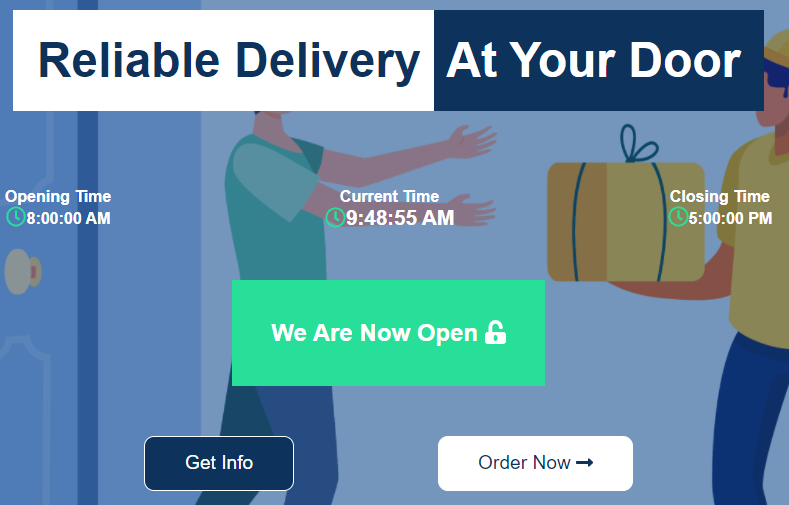 Reliable Delivery At Your Door
Opening Time Current Time Closing Time
8:00:00 AM 9:48:55 AM 5:00:00 PM
We Are Now Open
Get Info Order Now